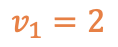 v₁ = 2